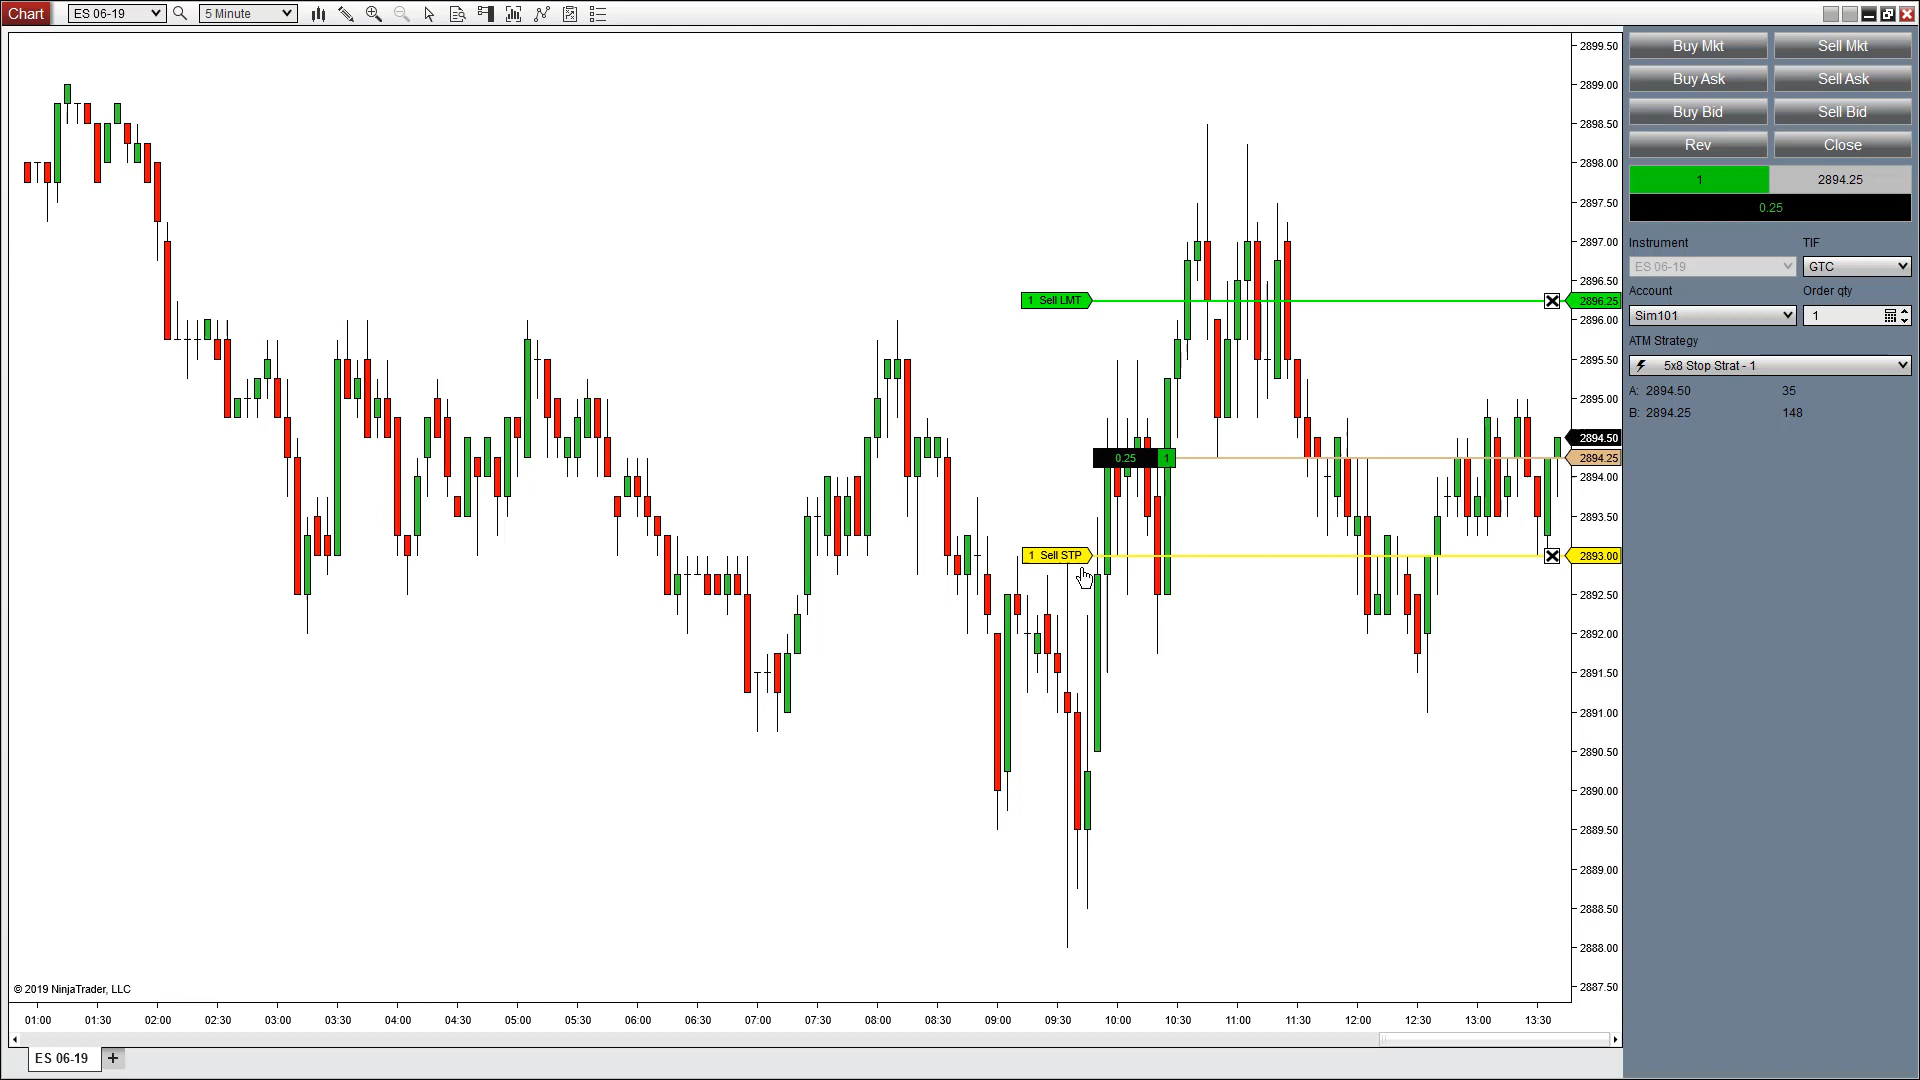 Chart ES 06-19 5 Minute
2899.50
2899.00
2898.50
2898.00
2897.50
2897.00
2896.50
1 Sell LMT 2896.25
2896.00
2895.50
2895.00
2894.50
0.25 1 2894.25
2894.00
2893.50
1 Sell STP 2893.00
2892.50
2892.00
2891.50
2891.00
2890.50
2890.00
2889.50
2889.00
2888.50
2888.00
2887.50
© 2019 NinjaTrader, LLC
01:00 01:30 02:00 02:30 03:00 03:30 04:00 04:30 05:00 05:30 06:00 06:30 07:00 07:30 08:00 08:30 09:00 09:30 10:00 10:30 11:00 11:30 12:00 12:30 13:00 13:30
ES 06-19 +
Buy Mkt Sell Mkt
Buy Ask Sell Ask
Buy Bid Sell Bid
Rev Close
1 2894.25
0.25
Instrument TIF
ES 06-19 GTC
Account Order qty
Sim101 1
ATM Strategy
5x8 Stop Strat - 1
A: 2894.50 35
B: 2894.25 148